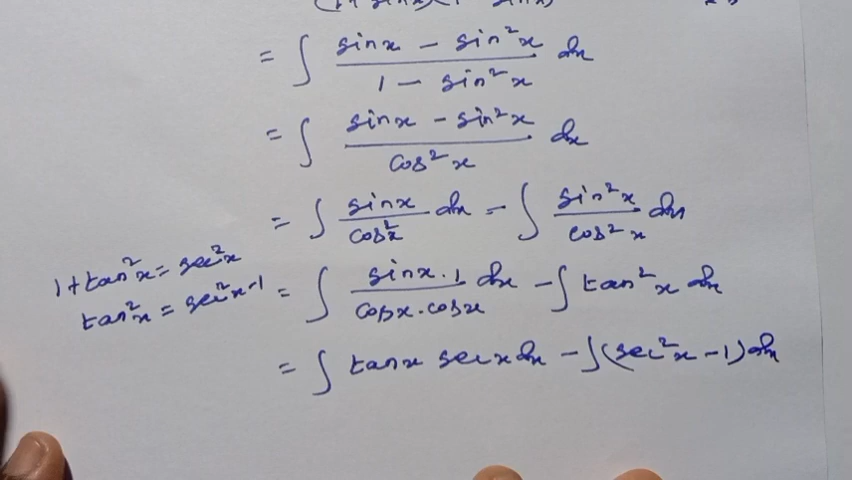 = ∫ (sinx − sin²x)/(1 − sin²x) dx
= ∫ (sinx − sin²x)/(cos²x) dx
= ∫ sinx/cos²x dx − ∫ sin²x/cos²x dx
1 + tan²x = sec²x
tan²x = sec²x − 1
= ∫ (sinx · 1)/(cosx · cosx) dx − ∫ tan²x dx
= ∫ tanx secx dx − ∫ (sec²x − 1) dx